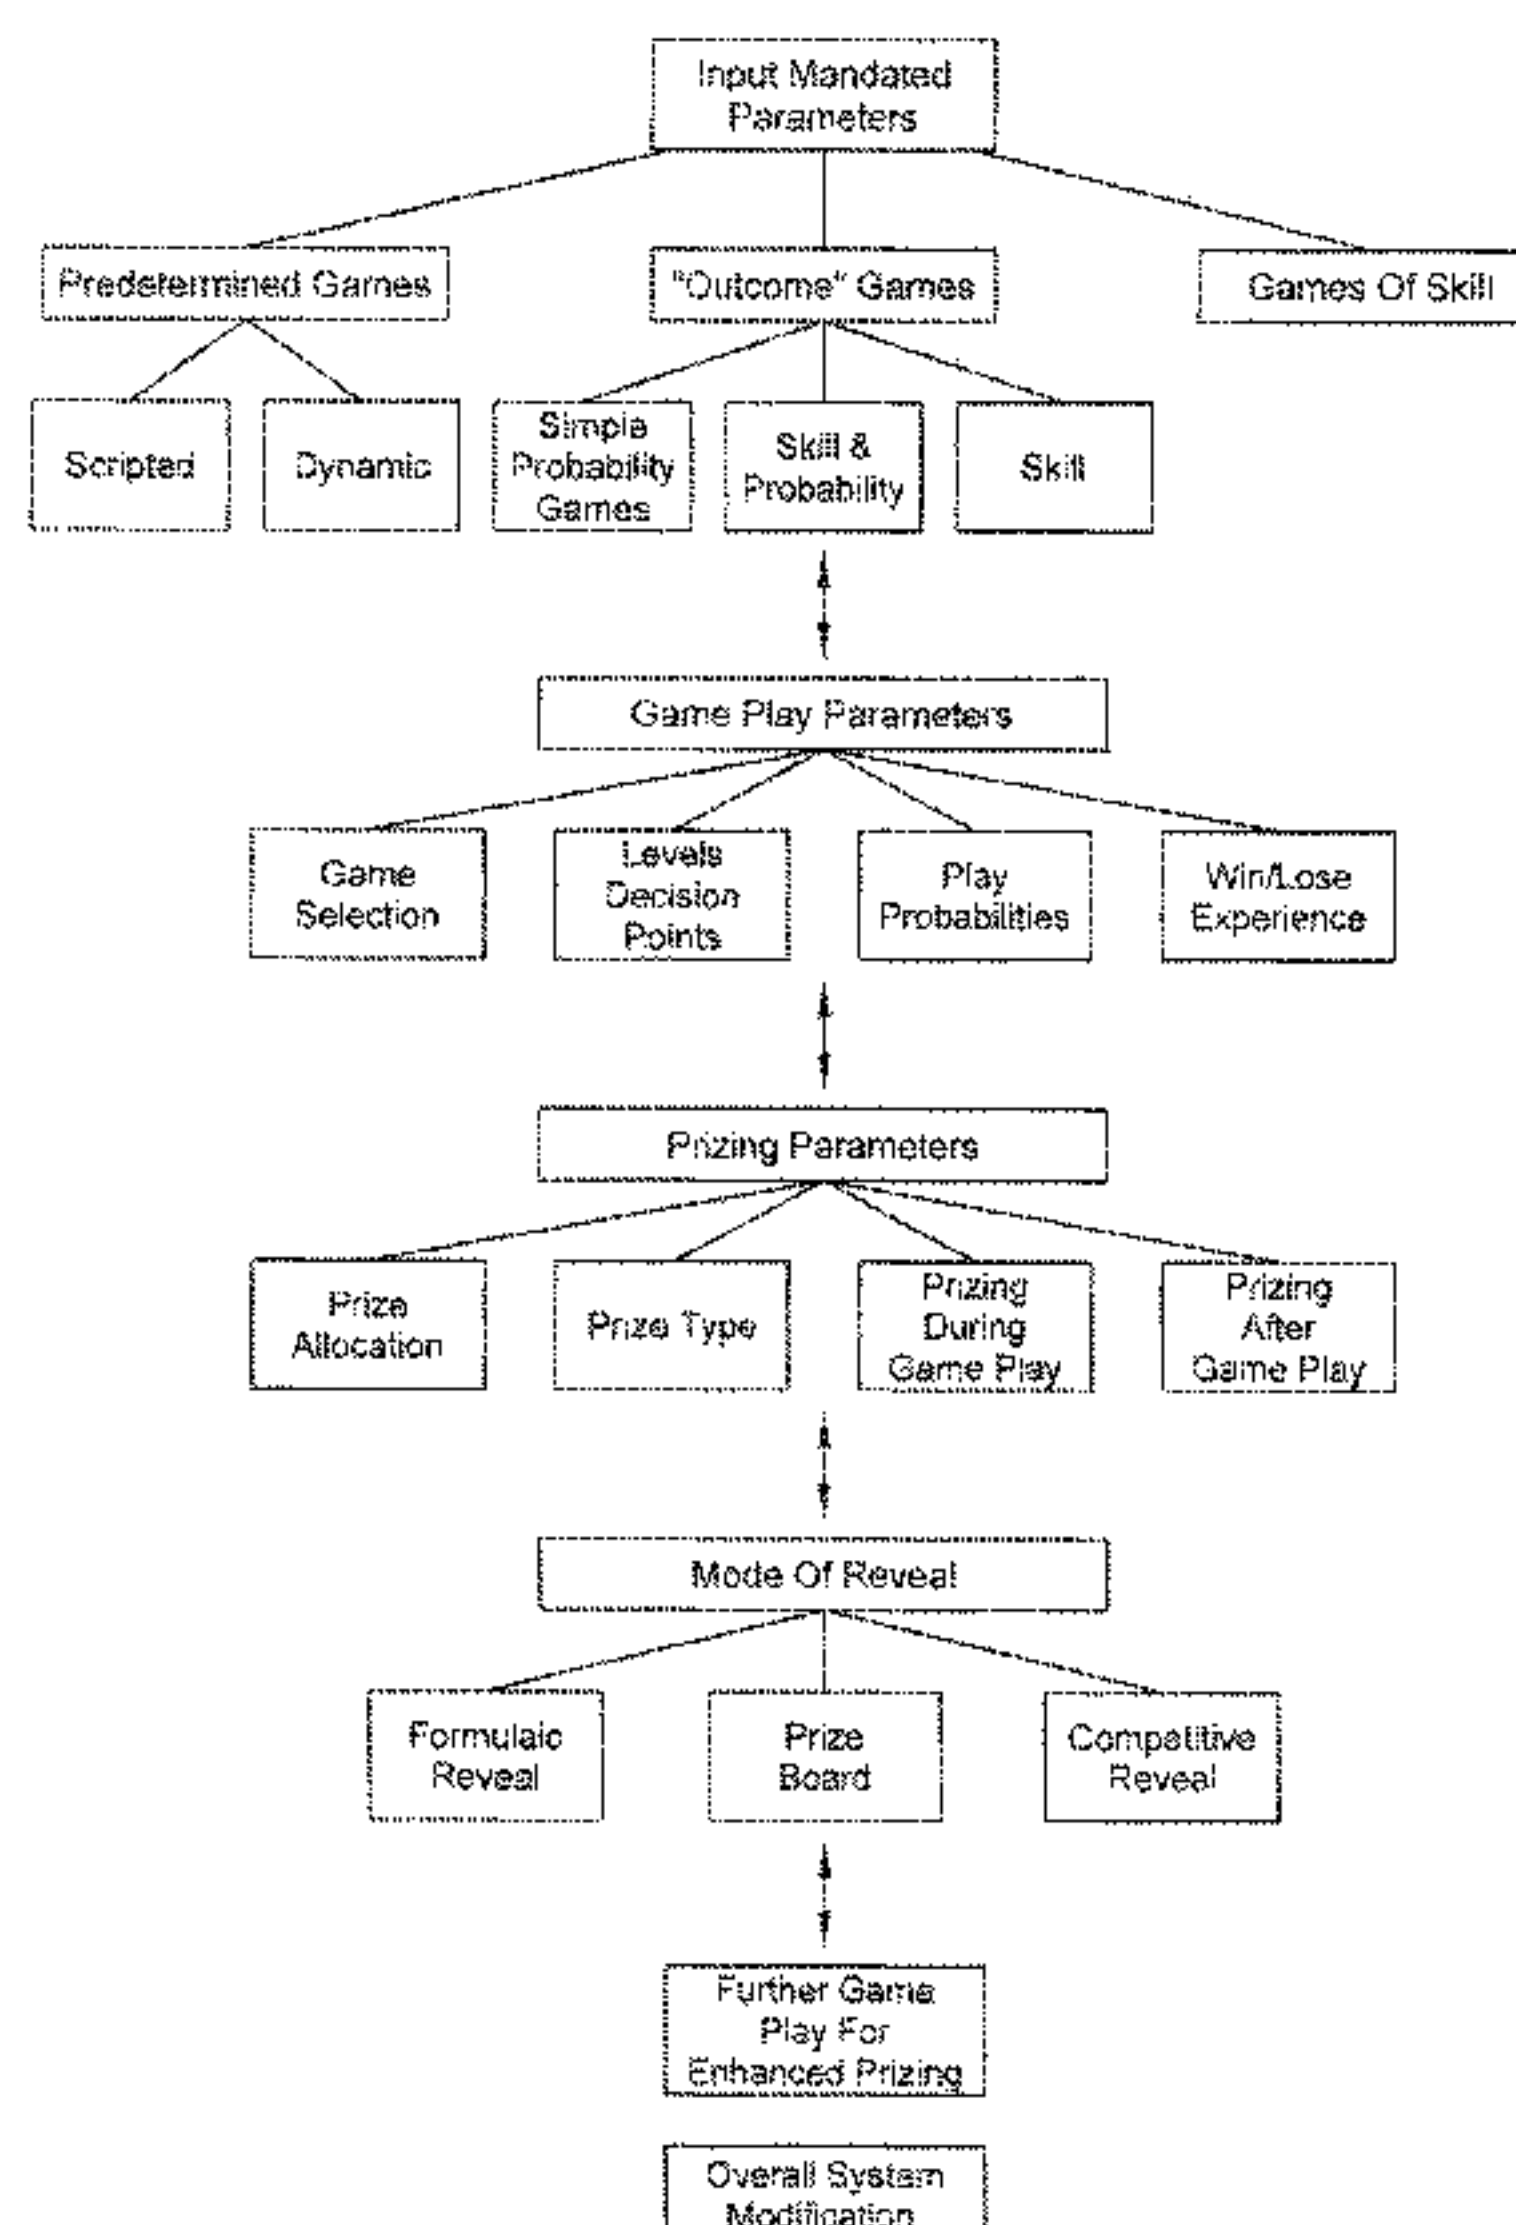 Input Mandated
Parameters
Predetermined Games
"Outcome" Games
Games Of Skill
Scripted
Dynamic
Simple
Probability
Games
Skill &
Probability
Skill
Game Play Parameters
Game
Selection
Levels
Decision
Points
Play
Probabilities
Win/Lose
Experience
Prizing Parameters
Prize
Allocation
Prize Type
Prizing
During
Game Play
Prizing
After
Game Play
Mode Of Reveal
Formulaic
Reveal
Prize
Board
Competitive
Reveal
Further Game
Play For
Enhanced Prizing
Overall System
Modification